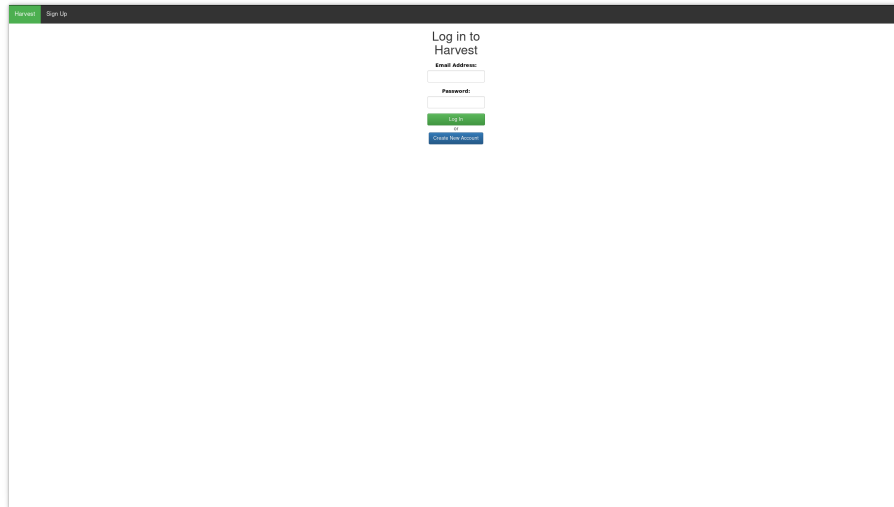 Harvest Sign Up
Log in to
Harvest
Email Address:
Password:
Log In
or
Create New Account